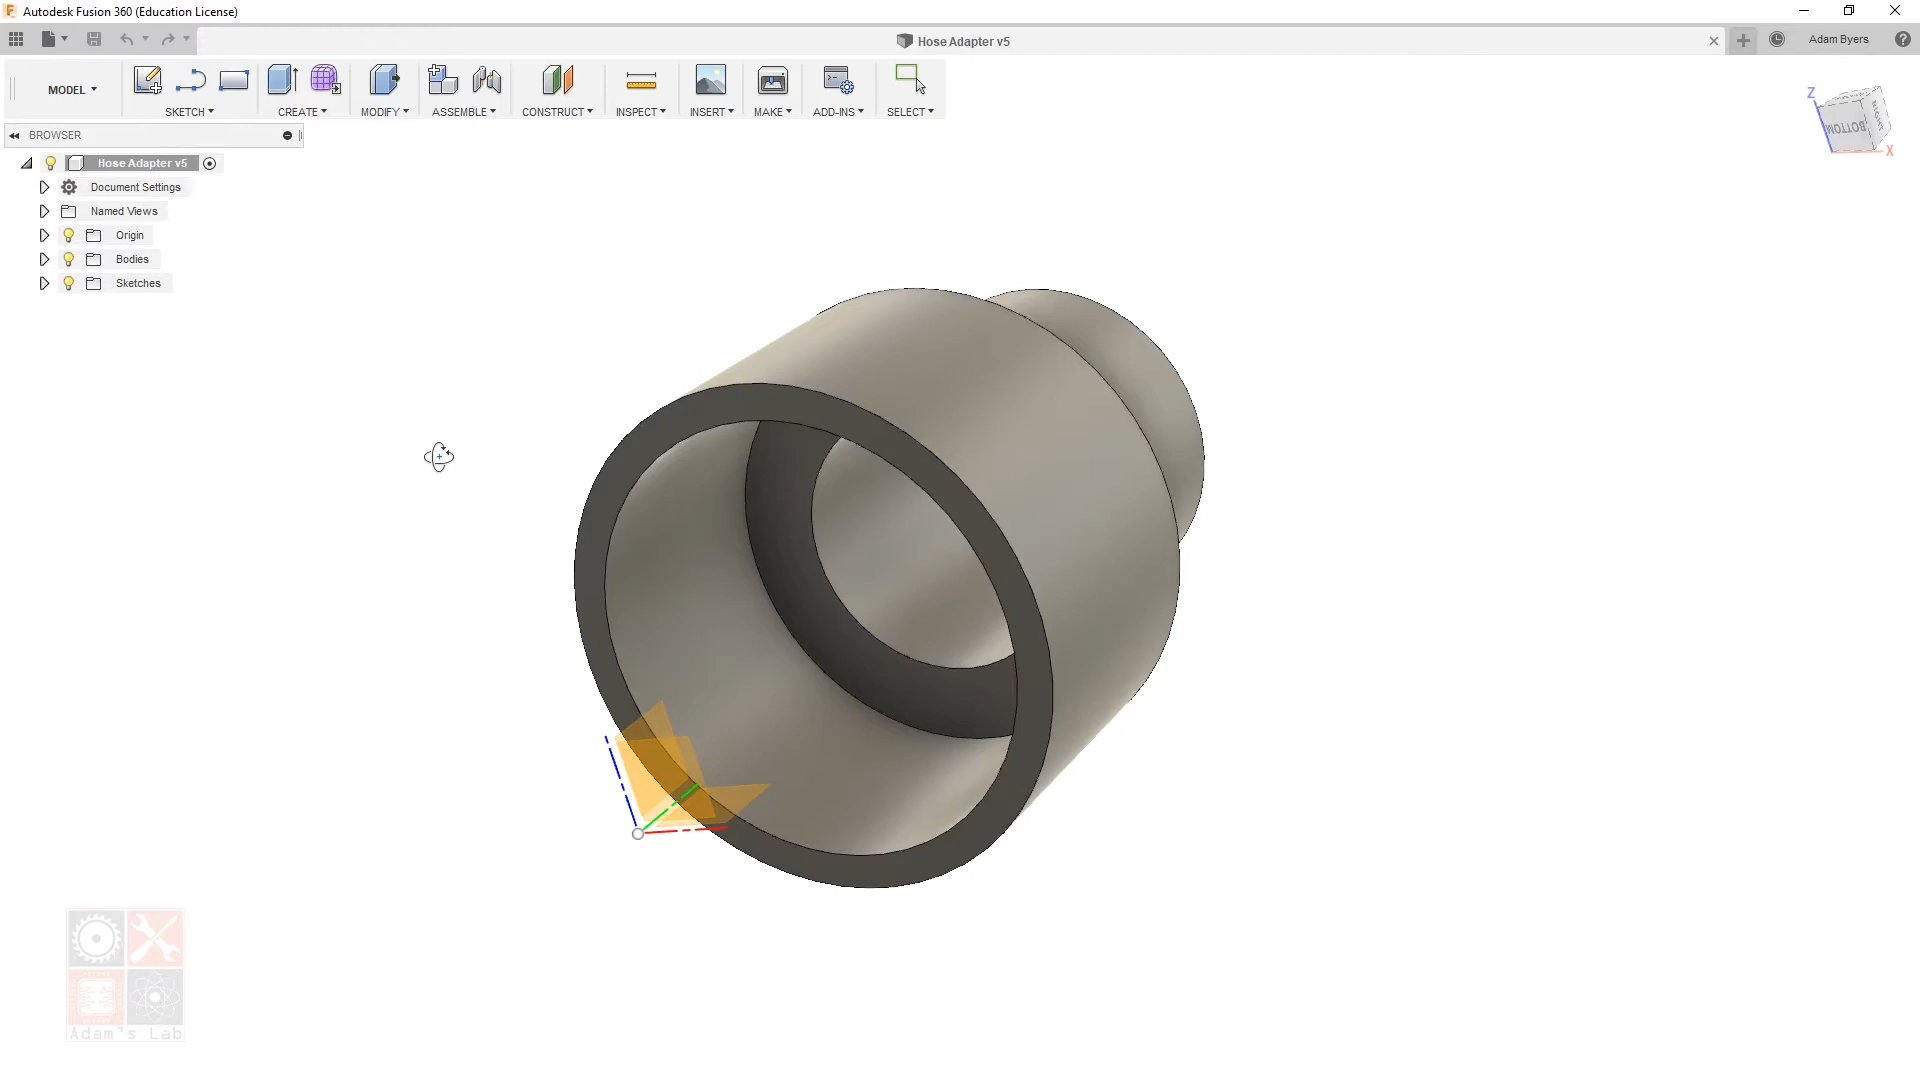 Autodesk Fusion 360 (Education License)
Hose Adapter v5
Adam Byers
MODEL
SKETCH
CREATE
MODIFY
ASSEMBLE
CONSTRUCT
INSPECT
INSERT
MAKE
ADD-INS
SELECT
BROWSER
Hose Adapter v5
Document Settings
Named Views
Origin
Bodies
Sketches
Z
BOTTOM
RIGHT
X
Adam's Lab